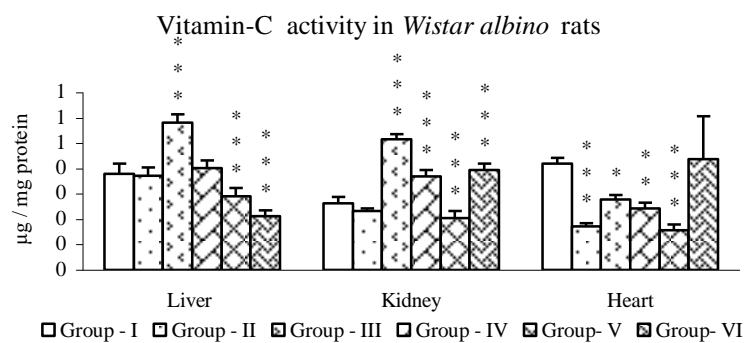 Vitamin-C activity in Wistar albino rats
µg / mg protein
1
1
1
0
0
0
0
0
* * *
* * *
* * *
* * *
* * *
* * *
* * *
* * *
*
* *
* * *
Liver Kidney Heart
Group - I Group - II Group - III Group - IV Group- V Group- VI